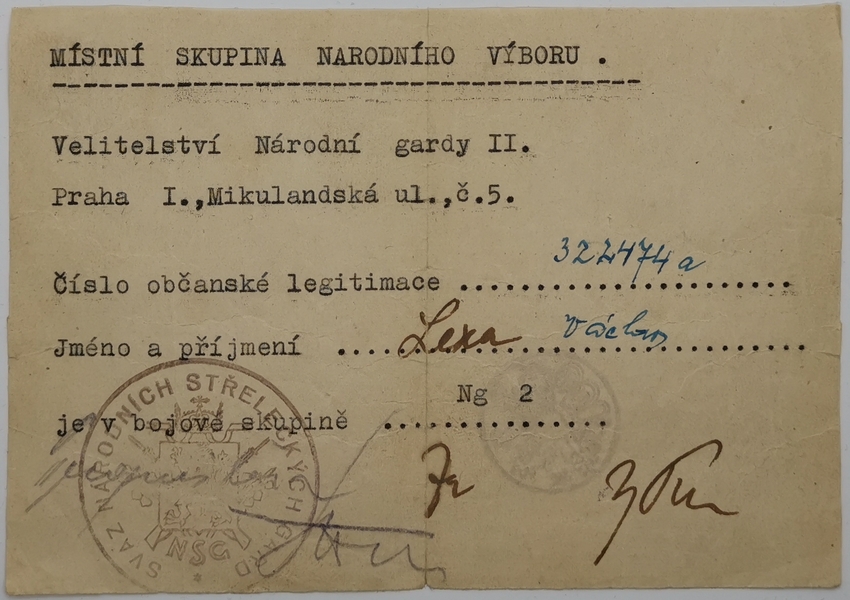 MÍSTNÍ SKUPINA NARODNÍHO VÝBORU .
Velitelství Národní gardy II.
Praha I.,Mikulandská ul.,č.5.
Číslo občanské legitimace ........................ 322474a
Jméno a příjmení .... Lexa Václav
je v bojové skupině Ng 2
SVAZ NÁRODNÍCH STŘELECKÝCH GARD
NSG